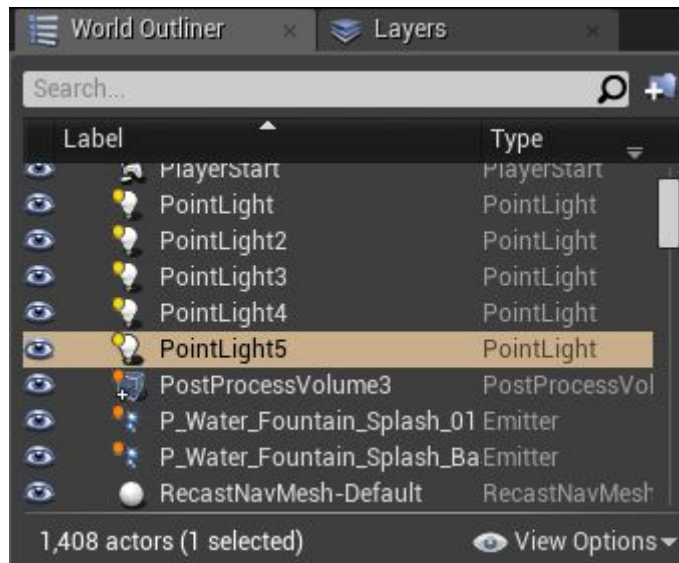 World Outliner × Layers ×
Search...
Label Type
PlayerStart PlayerStart
PointLight PointLight
PointLight2 PointLight
PointLight3 PointLight
PointLight4 PointLight
PointLight5 PointLight
PostProcessVolume3 PostProcessVol
P_Water_Fountain_Splash_01 Emitter
P_Water_Fountain_Splash_Ba Emitter
RecastNavMesh-Default RecastNavMesh
1,408 actors (1 selected) View Options